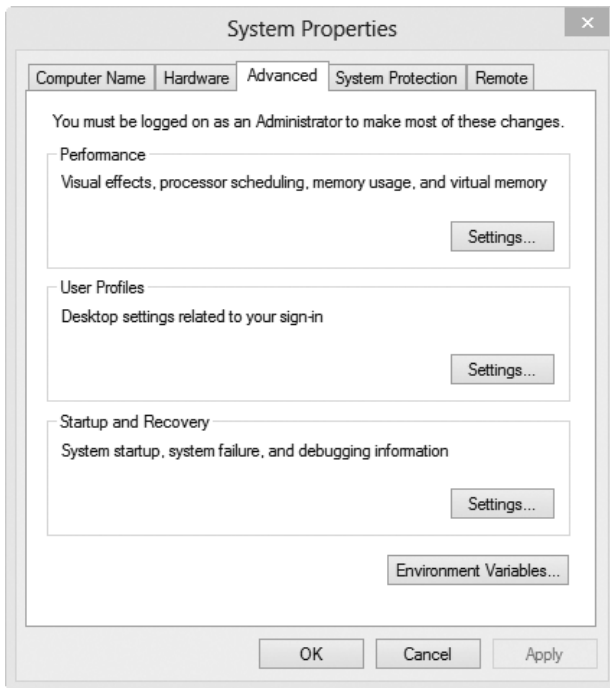 System Properties
Computer Name Hardware Advanced System Protection Remote
You must be logged on as an Administrator to make most of these changes.
Performance
Visual effects, processor scheduling, memory usage, and virtual memory
Settings...
User Profiles
Desktop settings related to your sign-in
Settings...
Startup and Recovery
System startup, system failure, and debugging information
Settings...
Environment Variables...
OK Cancel Apply